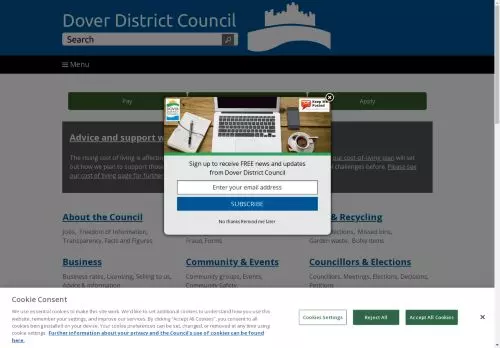 Dover District Council
Search
Menu
Pay
Apply
Advice and support w
The rising cost of living is affectin
our cost-of-living plan will set
out how we plan to support those
challenges before. Please see
our cost of living page for further
Keep Me Posted
Sign up to receive FREE news and updates
from Dover District Council
Enter your email address
SUBSCRIBE
No thanks Remind me later
About the Council
& Recycling
Jobs, Freedom of Information,
Transparency, Facts and Figures
Fraud, Forms
Missed bins,
Garden waste, Bulky items
Business
Community & Events
Councillors & Elections
Business rates, Licensing, Selling to us,
Advice & information
Community groups, Events,
Community Safety
Councillors, Meetings, Elections, Decisions,
Petitions
Cookie Consent
We use essential cookies to make this site work. We'd like to set additional cookies to understand how you use this
website, remember your settings, and improve our services. By clicking "Accept All Cookies", you consent to all
cookies being installed on your device. Your cookie preferences can be set, changed, or removed at any time using
cookie settings. Further information about your privacy and the Council's use of cookies can be found
here.
Cookies Settings
Reject All
Accept All Cookies